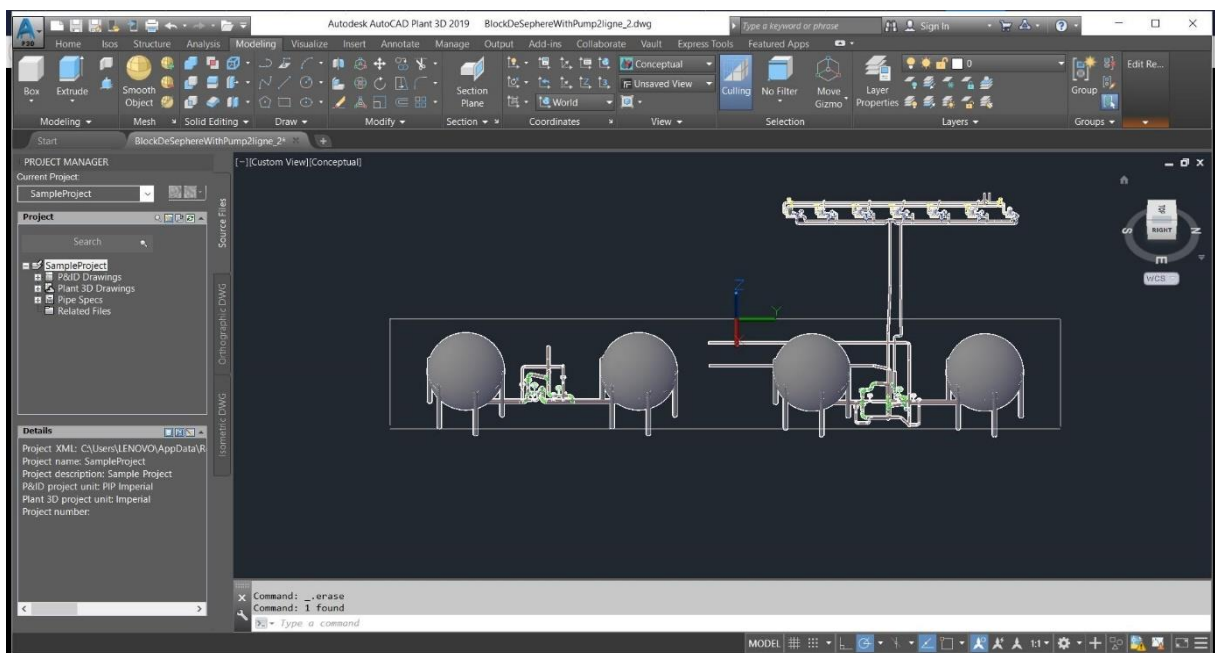 Autodesk AutoCAD Plant 3D 2019 BlockDeSephereWithPump2ligne_2.dwg
Type a keyword or phrase
Sign In
P3D
Home Isos Structure Analysis Modeling Visualize Insert Annotate Manage Output Add-ins Collaborate Vault Express Tools Featured Apps
Box
Extrude
Smooth
Object
Section
Plane
World
Conceptual
Unsaved View
Culling
No Filter
Move
Gizmo
Layer
Properties
0
Group
Edit Re...
Modeling Mesh Solid Editing Draw Modify Section Coordinates View Selection Layers Groups
Start BlockDeSephereWithPump2ligne_2*
PROJECT MANAGER
Current Project:
SampleProject
Project
Search
SampleProject
P&ID Drawings
Plant 3D Drawings
Pipe Specs
Related Files
Source Files
Orthographic DWG
Isometric DWG
Details
Project XML: C:\Users\LENOVO\AppData\R
Project name: SampleProject
Project description: Sample Project
P&ID project unit: PIP Imperial
Plant 3D project unit: Imperial
Project number:
[-][Custom View][Conceptual]
Z
Y
RIGHT
S
N
E
WCS
Command: _.erase
Command: 1 found
Type a command
MODEL
1:1